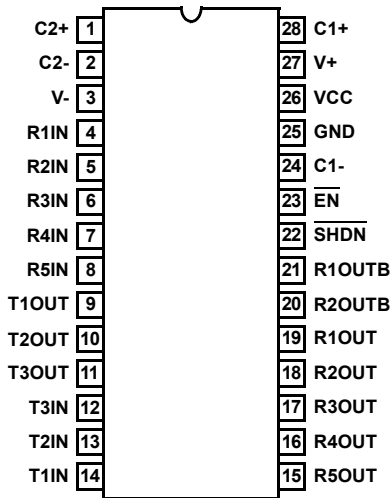 C2+ 1 28 C1+
C2- 2 27 V+
V- 3 26 VCC
R1IN 4 25 GND
R2IN 5 24 C1-
R3IN 6 23 EN
R4IN 7 22 SHDN
R5IN 8 21 R1OUTB
T1OUT 9 20 R2OUTB
T2OUT 10 19 R1OUT
T3OUT 11 18 R2OUT
T3IN 12 17 R3OUT
T2IN 13 16 R4OUT
T1IN 14 15 R5OUT